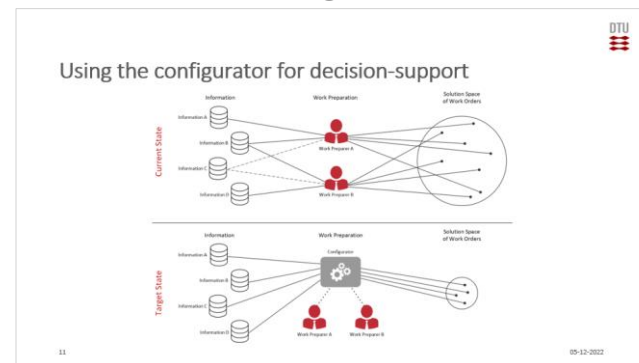 DTU
Using the configurator for decision-support
Information
Work Preparation
Solution Space
of Work Orders
Current State
Information A
Information B
Information C
Information D
Work Preparer A
Work Preparer B
Information
Work Preparation
Solution Space
of Work Orders
Target State
Configurator
Information A
Information B
Information C
Information D
Work Preparer A
Work Preparer B
11
05-12-2022